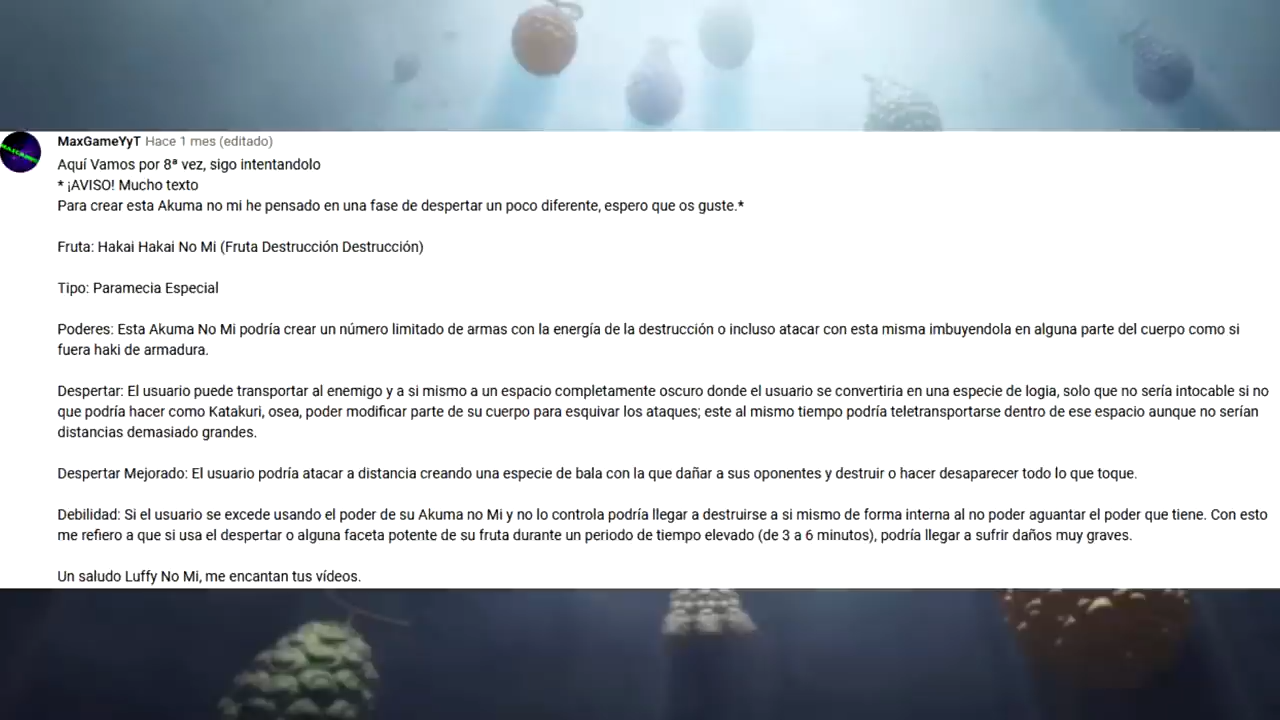 MaxGameYyT Hace 1 mes (editado)
Aquí Vamos por 8ª vez, sigo intentandolo
* ¡AVISO! Mucho texto
Para crear esta Akuma no mi he pensado en una fase de despertar un poco diferente, espero que os guste.*
Fruta: Hakai Hakai No Mi (Fruta Destrucción Destrucción)
Tipo: Paramecia Especial
Poderes: Esta Akuma No Mi podría crear un número limitado de armas con la energía de la destrucción o incluso atacar con esta misma imbuyendola en alguna parte del cuerpo como si
fuera haki de armadura.
Despertar: El usuario puede transportar al enemigo y a si mismo a un espacio completamente oscuro donde el usuario se convertiria en una especie de logia, solo que no sería intocable si no
que podría hacer como Katakuri, osea, poder modificar parte de su cuerpo para esquivar los ataques; este al mismo tiempo podría teletransportarse dentro de ese espacio aunque no serían
distancias demasiado grandes.
Despertar Mejorado: El usuario podría atacar a distancia creando una especie de bala con la que dañar a sus oponentes y destruir o hacer desaparecer todo lo que toque.
Debilidad: Si el usuario se excede usando el poder de su Akuma no Mi y no lo controla podría llegar a destruirse a si mismo de forma interna al no poder aguantar el poder que tiene. Con esto
me refiero a que si usa el despertar o alguna faceta potente de su fruta durante un periodo de tiempo elevado (de 3 a 6 minutos), podría llegar a sufrir daños muy graves.
Un saludo Luffy No Mi, me encantan tus vídeos.